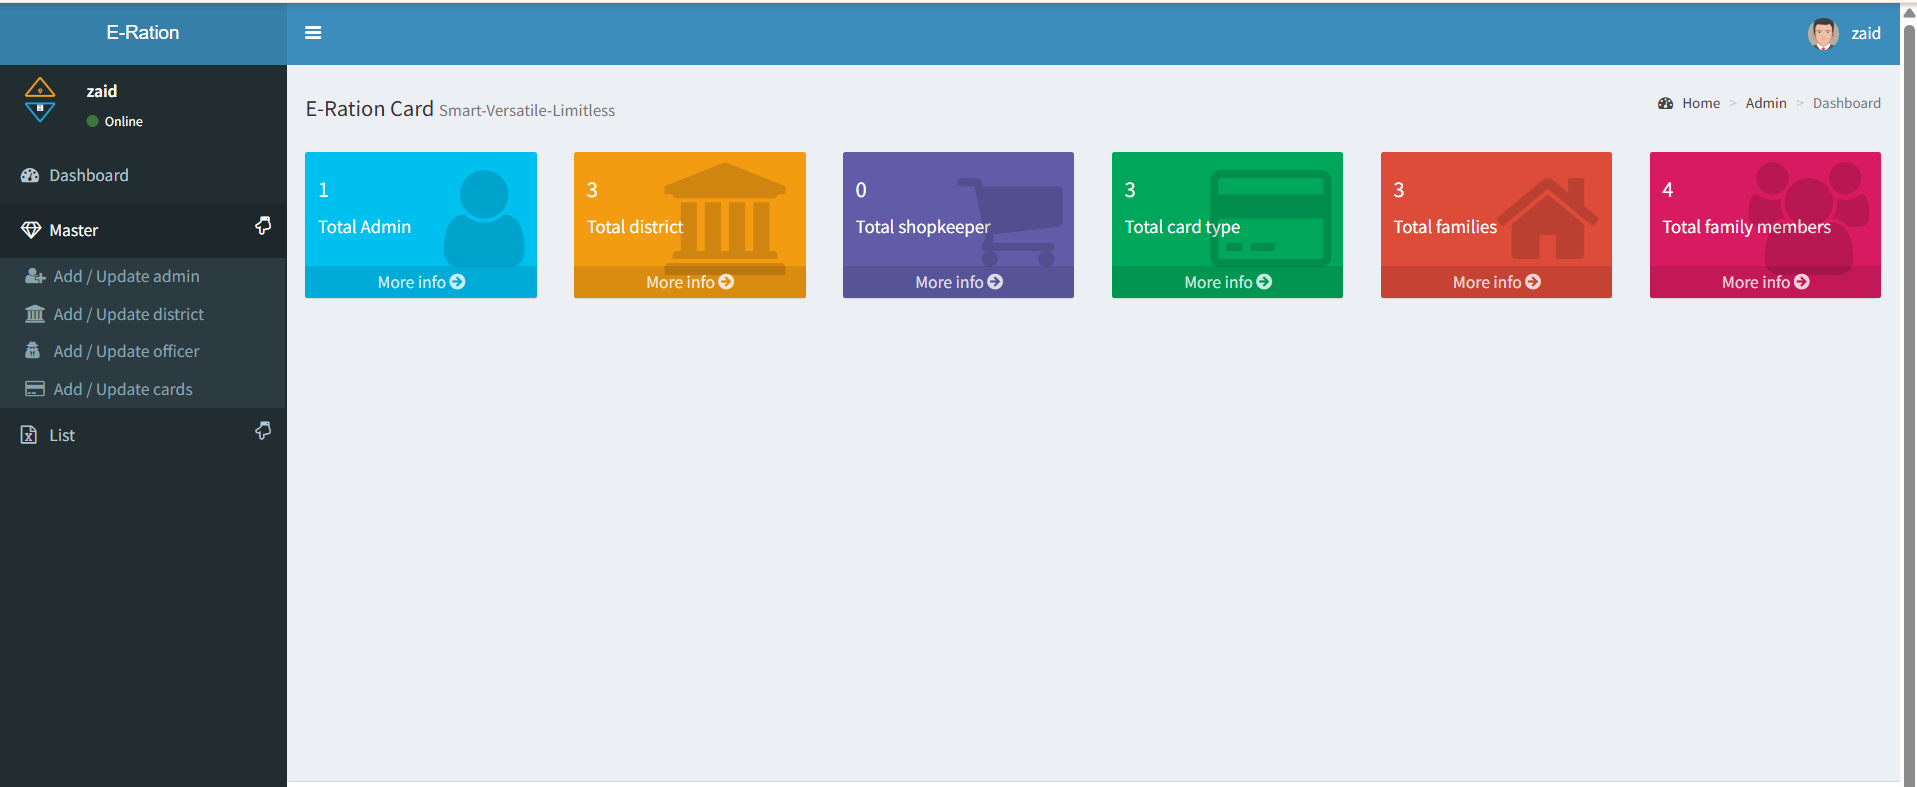 E-Ration
zaid
zaid
Online
Dashboard
Master
Add / Update admin
Add / Update district
Add / Update officer
Add / Update cards
List
E-Ration Card Smart-Versatile-Limitless
Home > Admin > Dashboard
1
Total Admin
More info
3
Total district
More info
0
Total shopkeeper
More info
3
Total card type
More info
3
Total families
More info
4
Total family members
More info